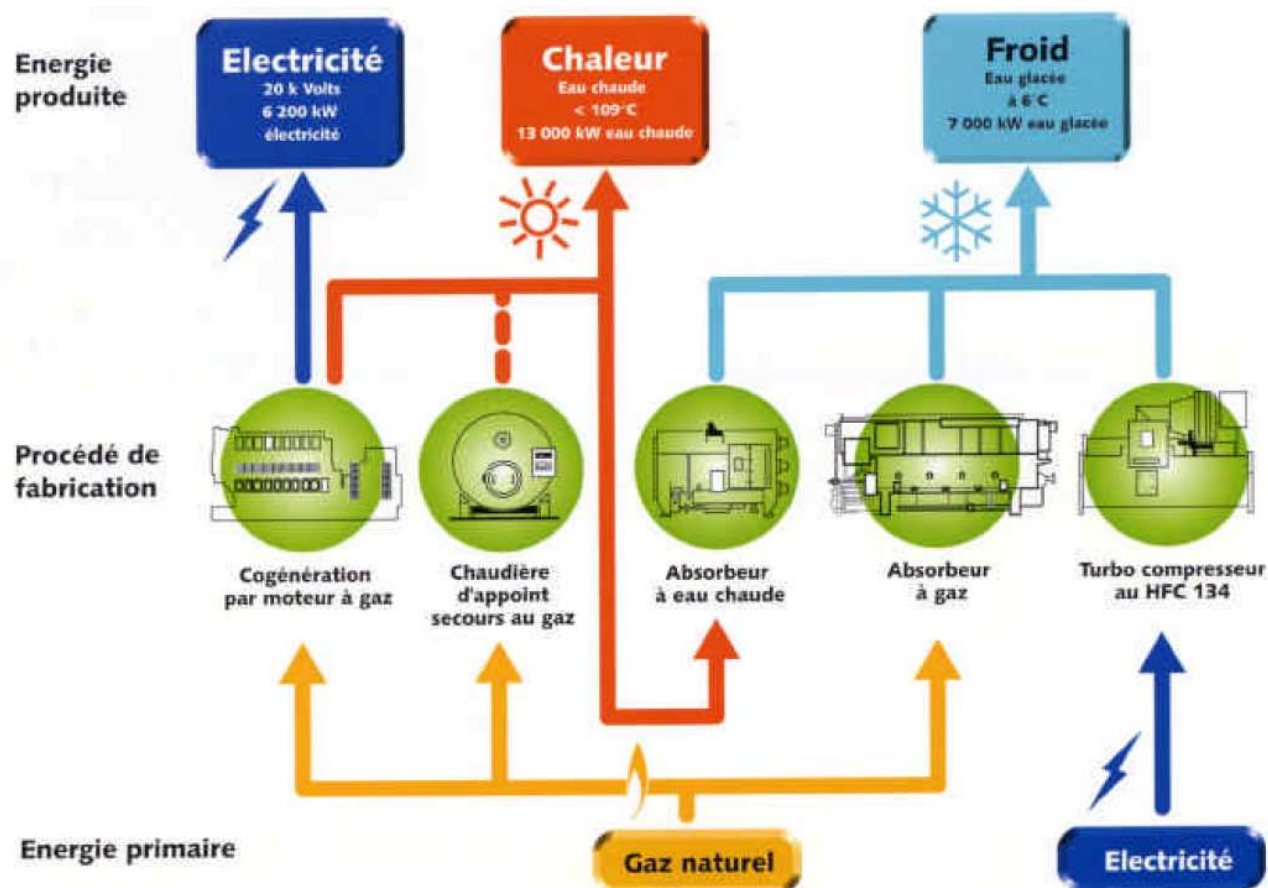 Energie
produite
Electricité
20 k Volts
6 200 kW
électricité
Chaleur
Eau chaude
< 109°C
13 000 kW eau chaude
Froid
Eau glacée
à 6°C
7 000 kW eau glacée
Procédé de
fabrication
Cogénération
par moteur à gaz
Chaudière
d'appoint
secours au gaz
Absorbeur
à eau chaude
Absorbeur
à gaz
Turbo compresseur
au HFC 134
Energie primaire
Gaz naturel
Electricité